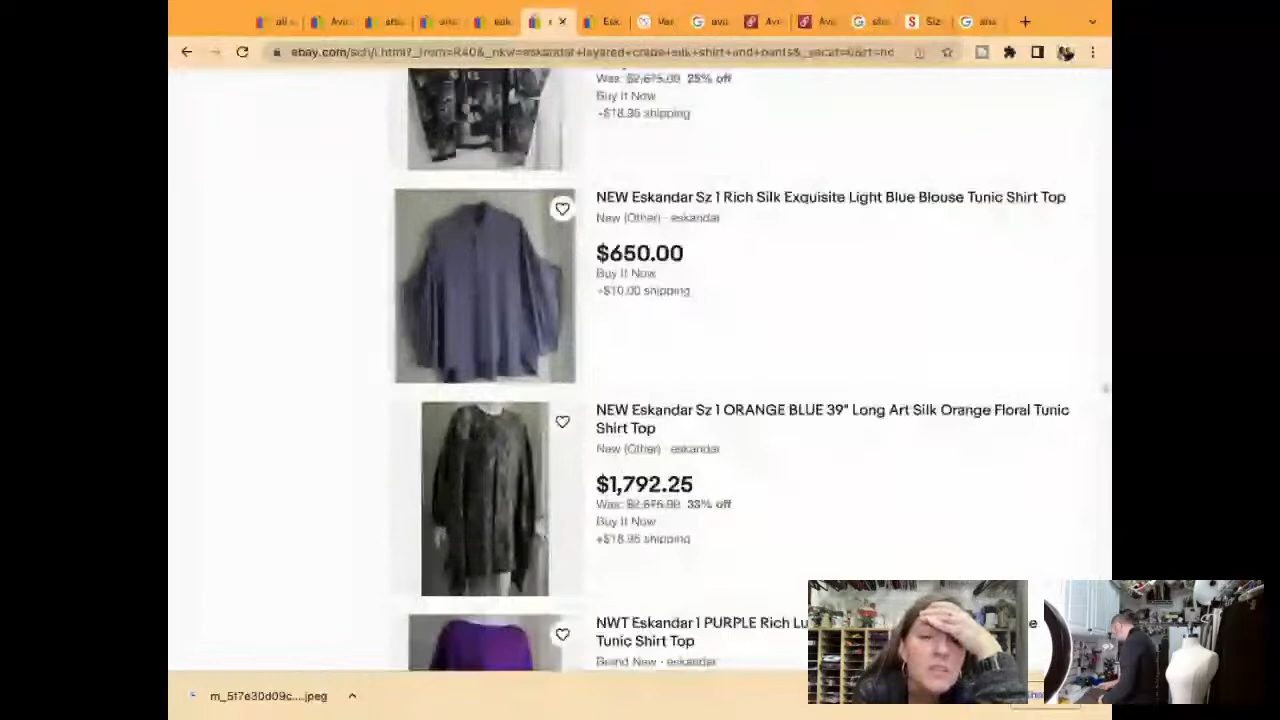 ebay.com/sch/i.html?_from=R40&_nkw=eskandar+layered+crepe+silk+shirt+and+pants&_sacat=0&rt=nc
Was: $2,675.00 25% off
Buy It Now
+$18.95 shipping
NEW Eskandar Sz 1 Rich Silk Exquisite Light Blue Blouse Tunic Shirt Top
New (Other) · eskandar
$650.00
Buy It Now
+$10.00 shipping
NEW Eskandar Sz 1 ORANGE BLUE 39" Long Art Silk Orange Floral Tunic
Shirt Top
New (Other) · eskandar
$1,792.25
Was: $2,675.00 33% off
Buy It Now
+$18.95 shipping
NWT Eskandar 1 PURPLE Rich Lu
Tunic Shirt Top
Brand New · eskandar
m_5f7e30d09c....jpeg